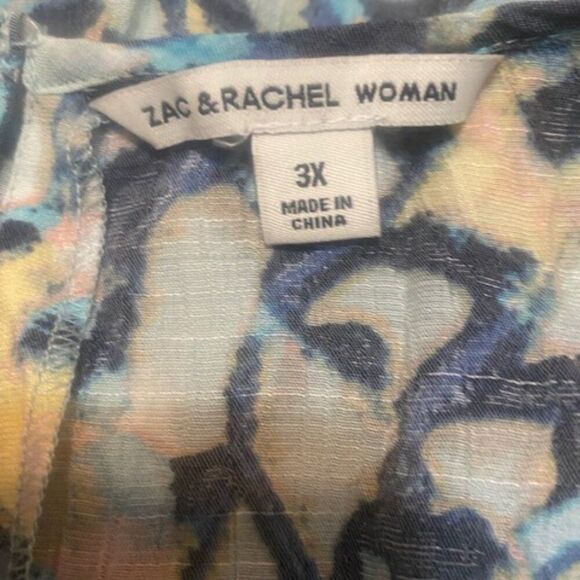 ZAC & RACHEL WOMAN
3X
MADE IN
CHINA